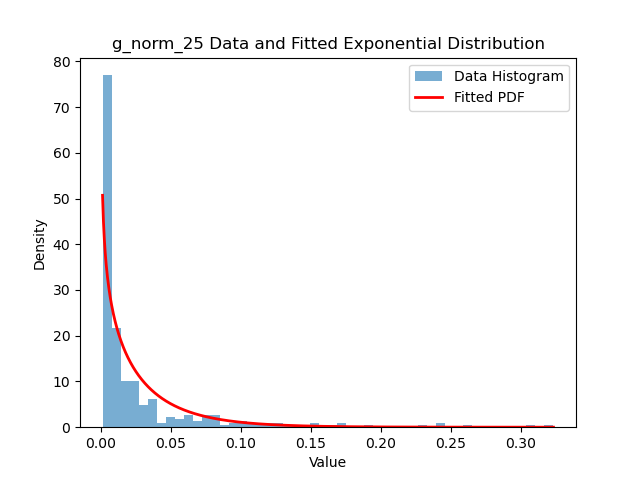 g_norm_25 Data and Fitted Exponential Distribution
Data Histogram
Fitted PDF
80
70
60
50
40
30
20
10
0
Density
0.00 0.05 0.10 0.15 0.20 0.25 0.30
Value